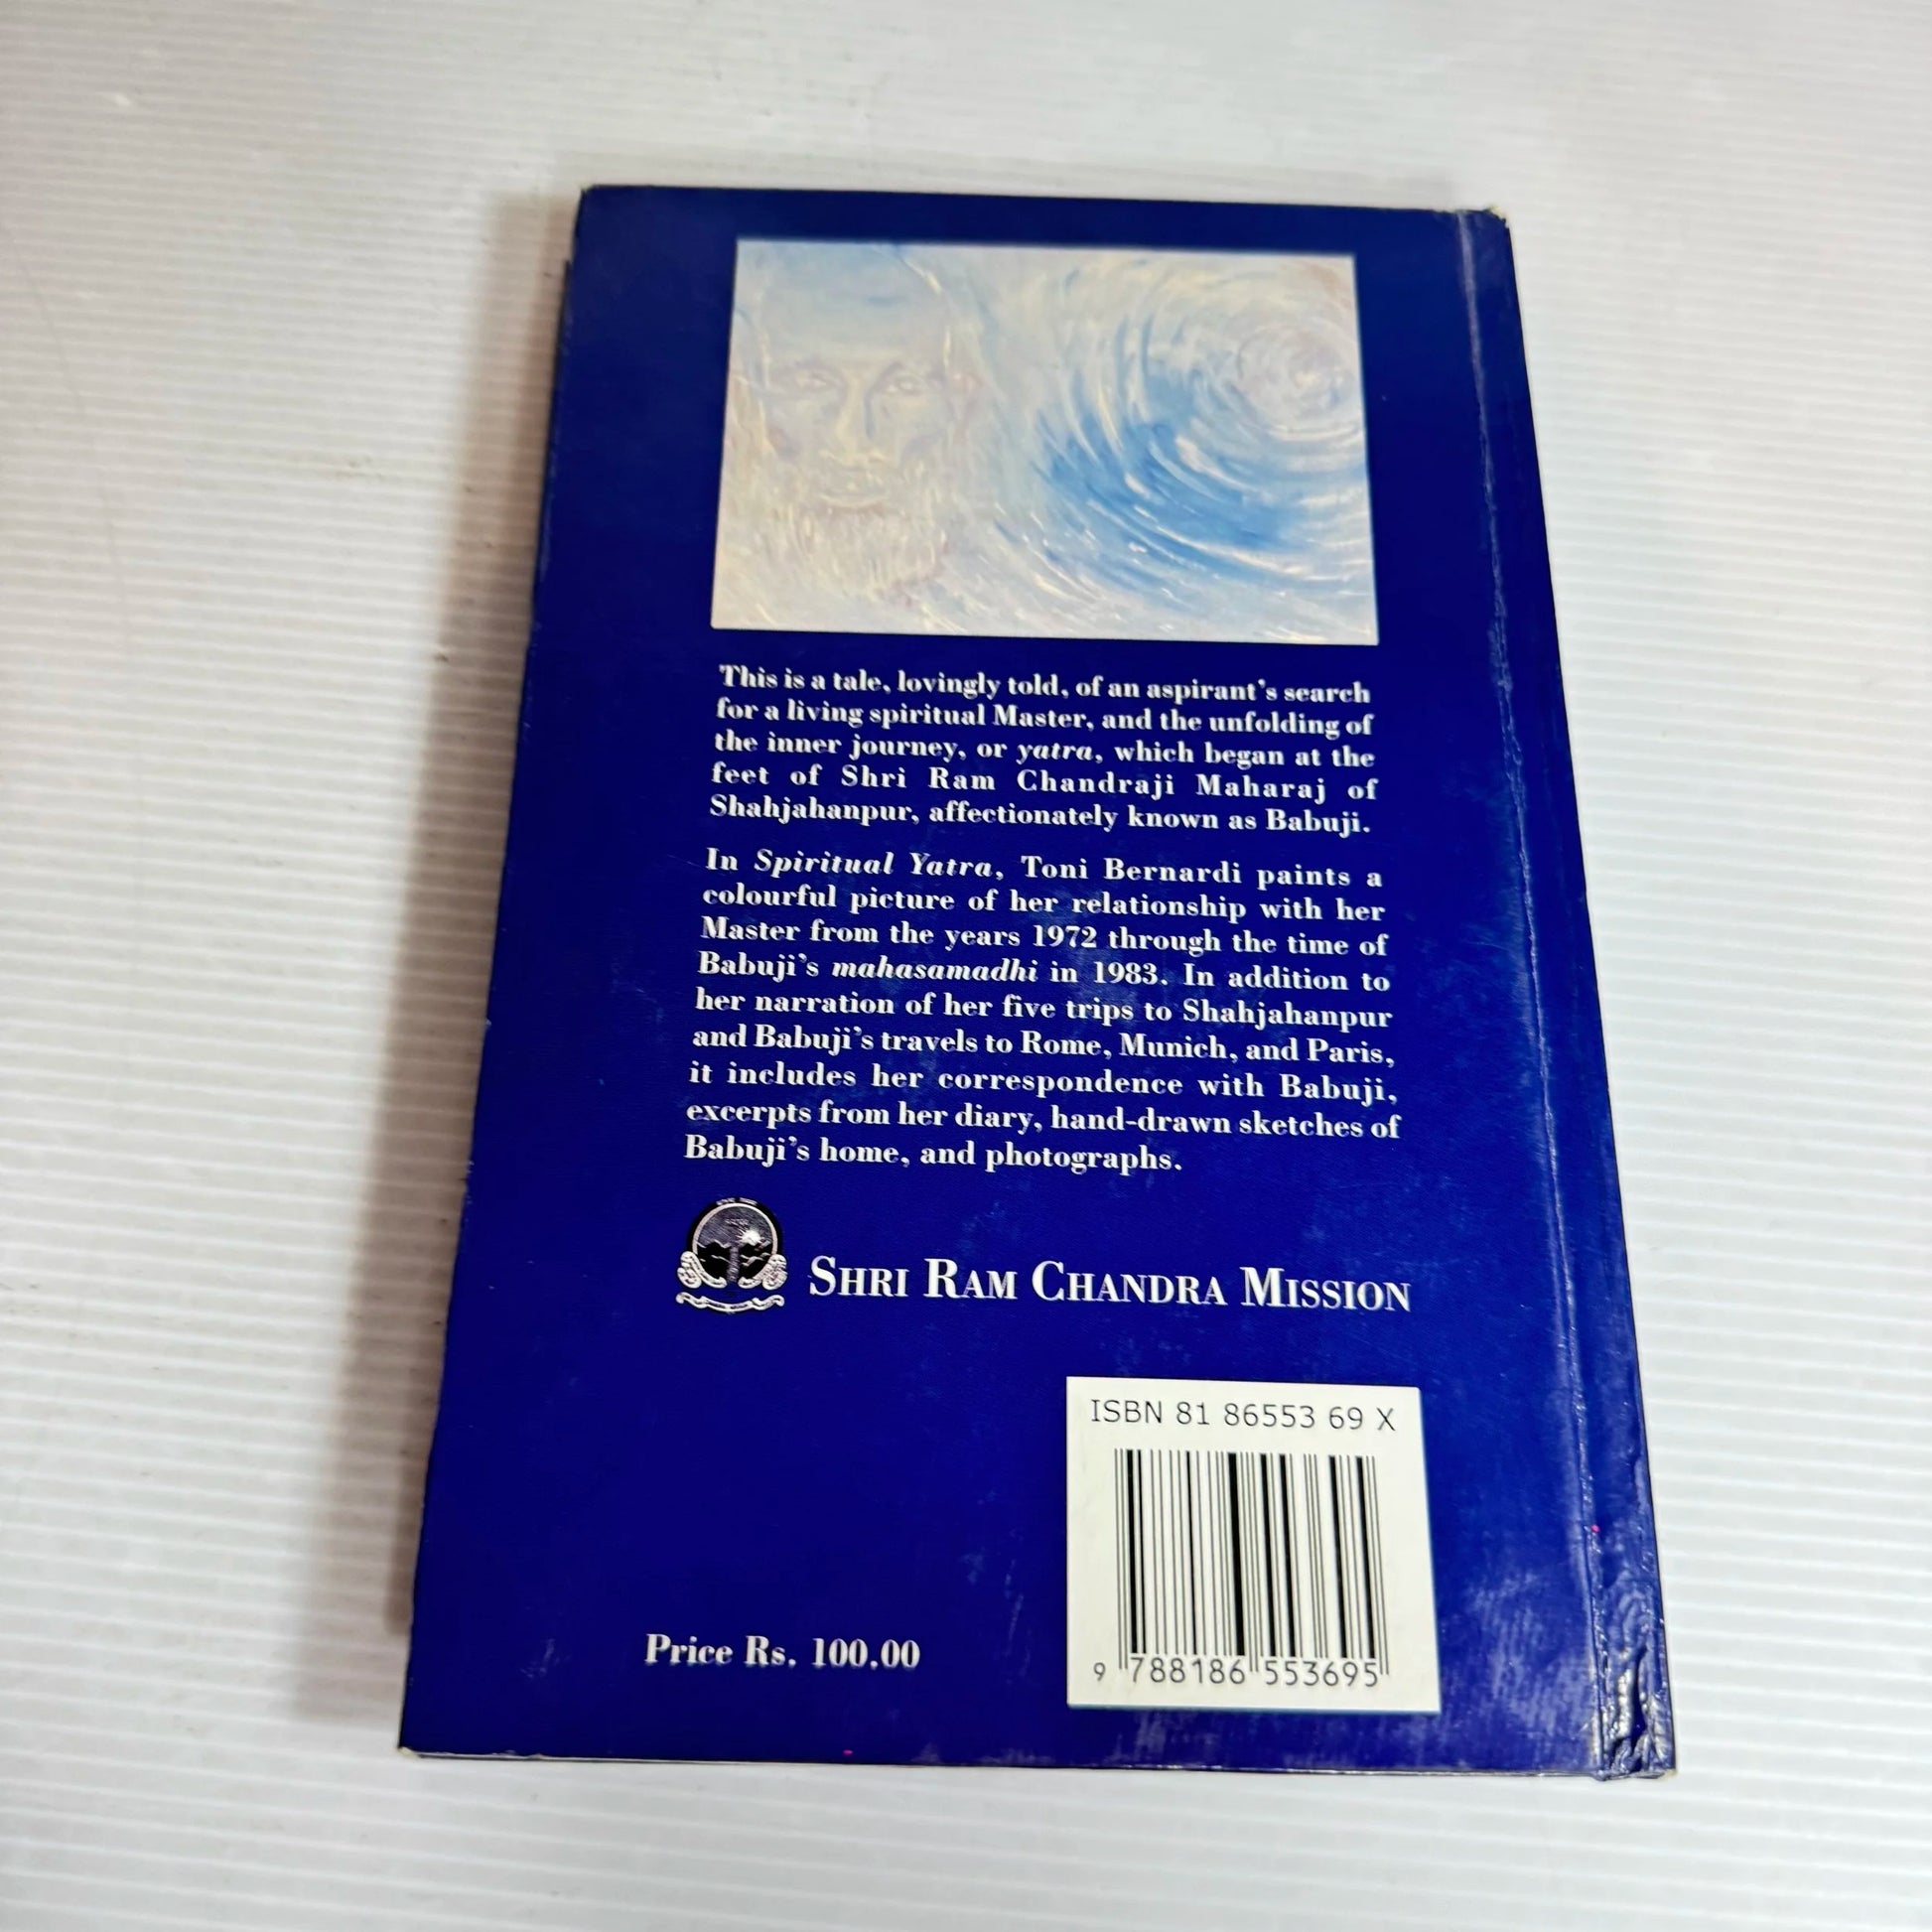 This is a tale, lovingly told, of an aspirant's search
for a living spiritual Master, and the unfolding of
the inner journey, or yatra, which began at the
feet of Shri Ram Chandraji Maharaj of
Shahjahanpur, affectionately known as Babuji.
In Spiritual Yatra, Toni Bernardi paints a
colourful picture of her relationship with her
Master from the years 1972 through the time of
Babuji's mahasamadhi in 1983. In addition to
her narration of her five trips to Shahjahanpur
and Babuji's travels to Rome, Munich, and Paris,
it includes her correspondence with Babuji,
excerpts from her diary, hand-drawn sketches of
Babuji's home, and photographs.
SHRI RAM CHANDRA MISSION
ISBN 81 86553 69 X
9 788186 553695
Price Rs. 100.00